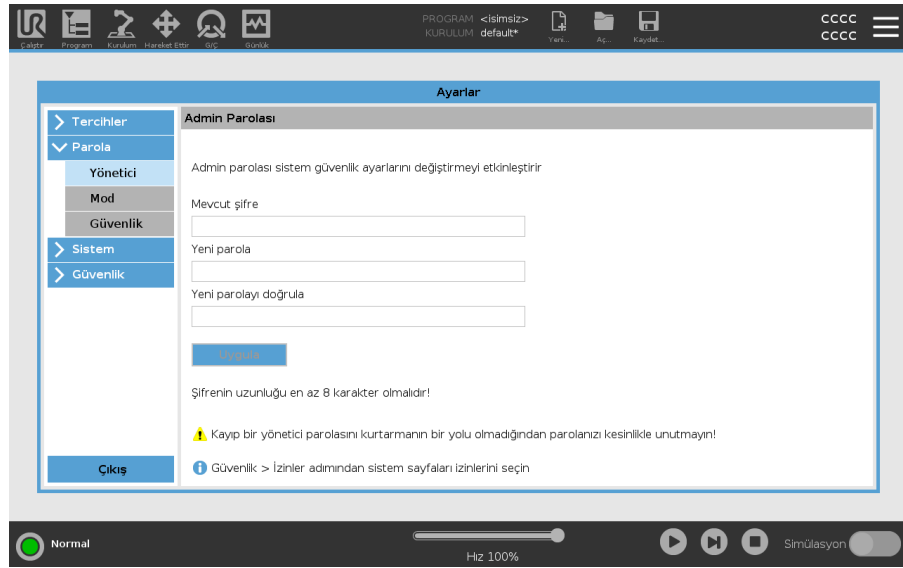 PROGRAM <isimsiz>
KURULUM default*
cccc
cccc
Çalıştır Program Kurulum Hareket Ettir G/Ç Günlük Yeni... Aç... Kaydet...
Ayarlar
Tercihler
Parola
Yönetici
Mod
Güvenlik
Sistem
Güvenlik
Çıkış
Admin Parolası
Admin parolası sistem güvenlik ayarlarını değiştirmeyi etkinleştirir
Mevcut şifre
Yeni parola
Yeni parolayı doğrula
Uygula
Şifrenin uzunluğu en az 8 karakter olmalıdır!
Kayıp bir yönetici parolasını kurtarmanın bir yolu olmadığından parolanızı kesinlikle unutmayın!
Güvenlik > İzinler adımından sistem sayfaları izinlerini seçin
Normal
Hız 100%
Simülasyon